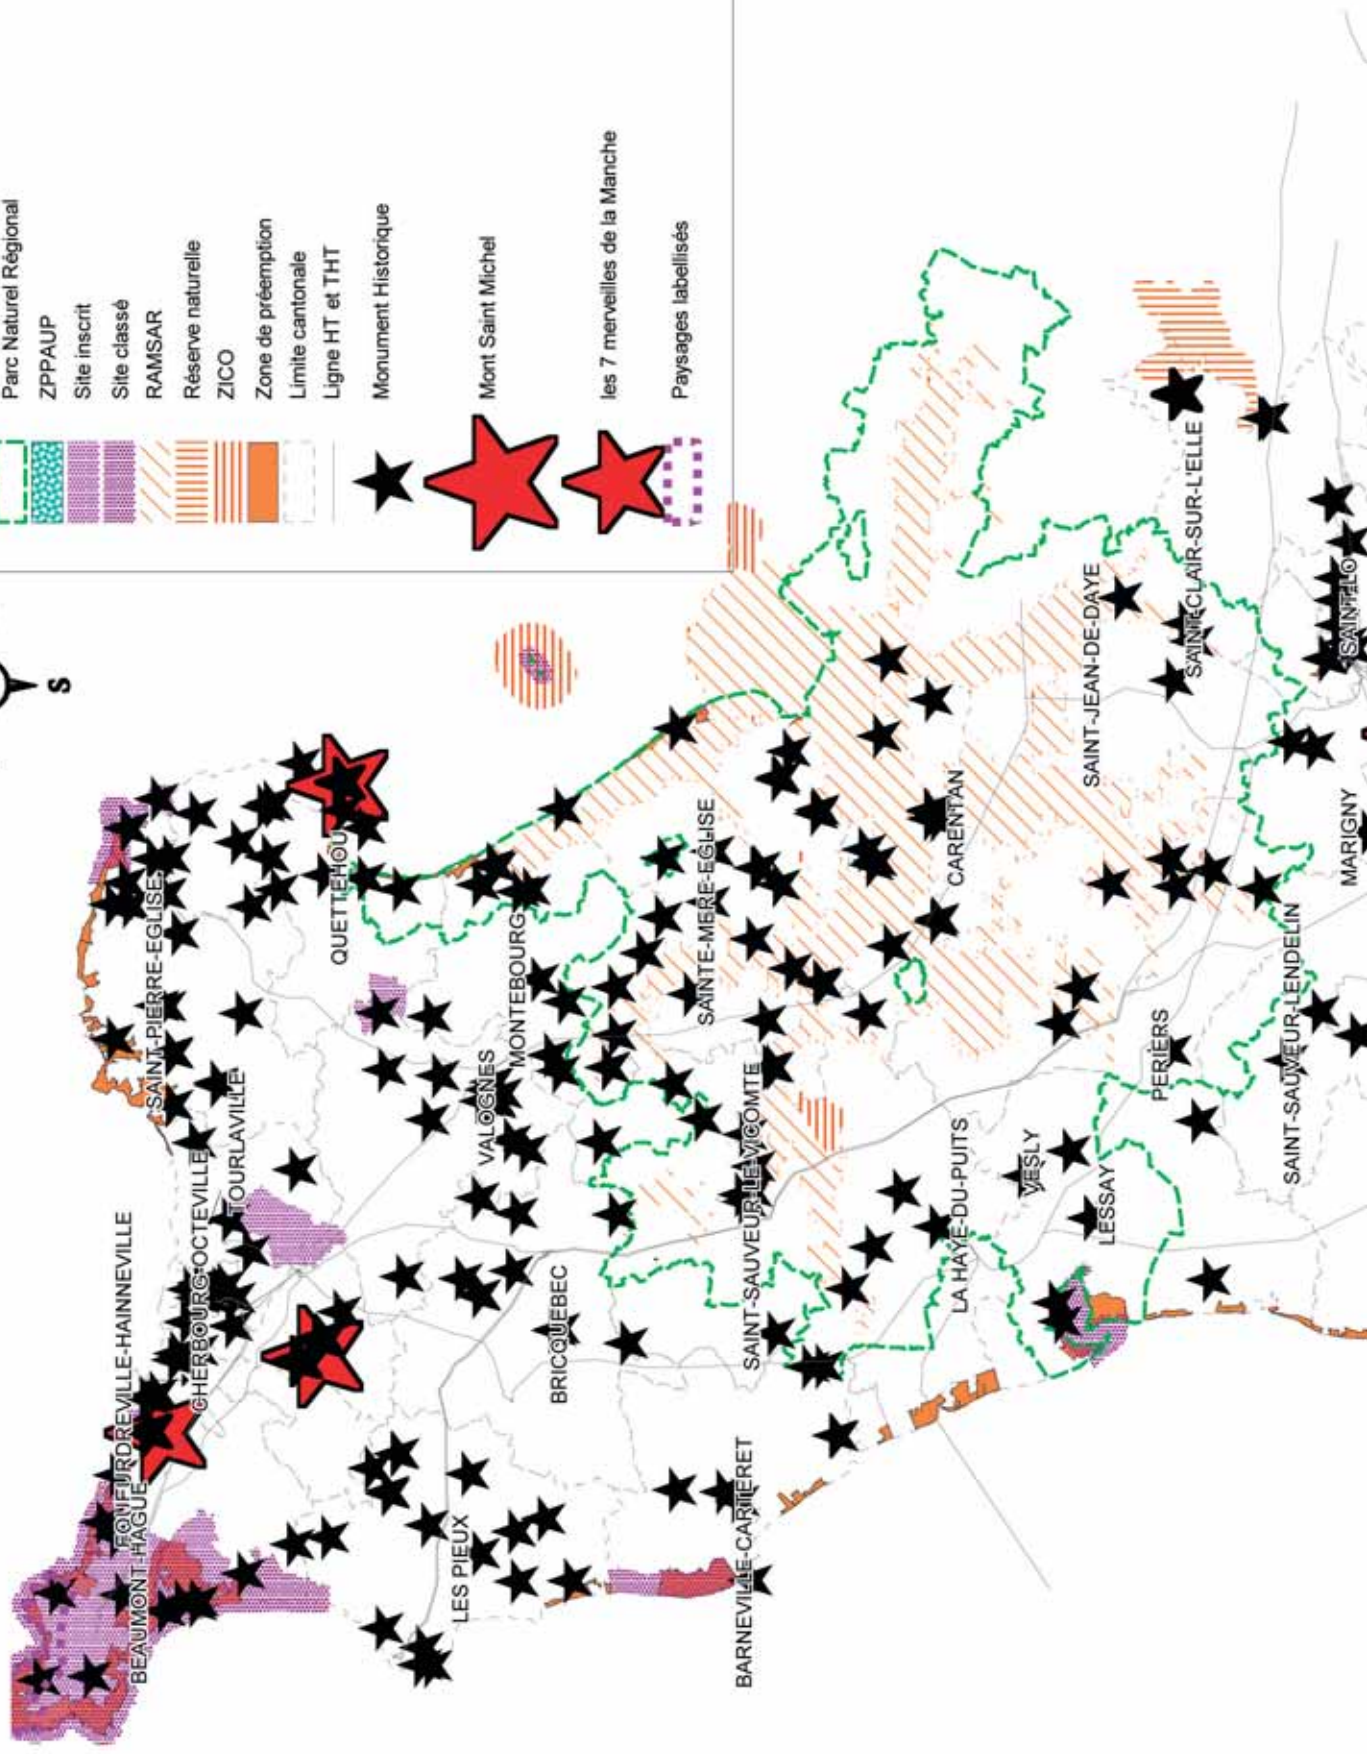 S
Parc Naturel Régional
ZPPAUP
Site inscrit
Site classé
RAMSAR
Réserve naturelle
ZICO
Zone de préemption
Limite cantonale
Ligne HT et THT
Monument Historique
Mont Saint Michel
les 7 merveilles de la Manche
Paysages labellisés
BEAUMONT-HAGUE
CHERBOURG-OCTEVILLE
TOURLAVILLE
SAINT-PIERRE-EGLISE
QUETTEHOU
LES PIEUX
VALOGNES
MONTEBOURG
BRICQUEBEC
SAINTE-MERE-EGLISE
BARNEVILLE-CARTERET
SAINT-SAUVEUR-LE-VICOMTE
CARENTAN
LA HAYE-DU-PUITS
VESLY
LESSAY
SAINT-JEAN-DE-DAYE
PERIERS
SAINT-CLAIR-SUR-L'ELLE
SAINT-SAUVEUR-LENDELIN
MARIGNY
SAINT-LO